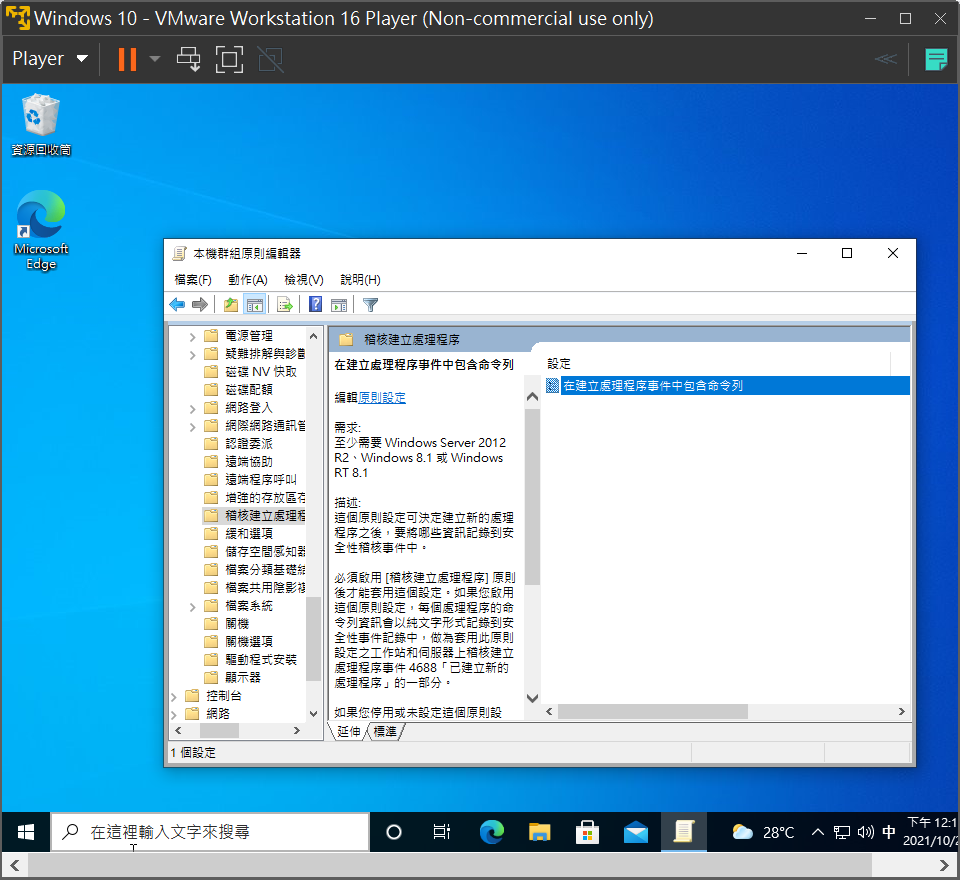 Windows 10 - VMware Workstation 16 Player (Non-commercial use only)
Player
資源回收筒
Microsoft
Edge
本機群組原則編輯器
檔案(F) 動作(A) 檢視(V) 說明(H)
電源管理
疑難排解與診斷
磁碟 NV 快取
磁碟配額
網路登入
網際網路通訊管
認證委派
遠端協助
遠端程序呼叫
增強的存放區存
稽核建立處理程
緩和選項
儲存空間感知器
檔案分類基礎結
檔案共用陰影複
檔案系統
關機
關機選項
驅動程式安裝
顯示器
控制台
網路
稽核建立處理程序
在建立處理程序事件中包含命令列
編輯原則設定
需求:
至少需要 Windows Server 2012
R2、Windows 8.1 或 Windows
RT 8.1
描述:
這個原則設定可決定建立新的處理
程序之後，要將哪些資訊記錄到安
全性稽核事件中。
必須啟用 [稽核建立處理程序] 原則
後才能套用這個設定。如果您啟用
這個原則設定，每個處理程序的命
令列資訊會以純文字形式記錄到安
全性事件記錄中，做為套用此原則
設定之工作站和伺服器上稽核建立
處理程序事件 4688「已建立新的
處理程序」的一部分。
如果您停用或未設定這個原則設
設定
在建立處理程序事件中包含命令列
延伸 標準
1 個設定
在這裡輸入文字來搜尋
28°C
中
下午 12:1
2021/10/2